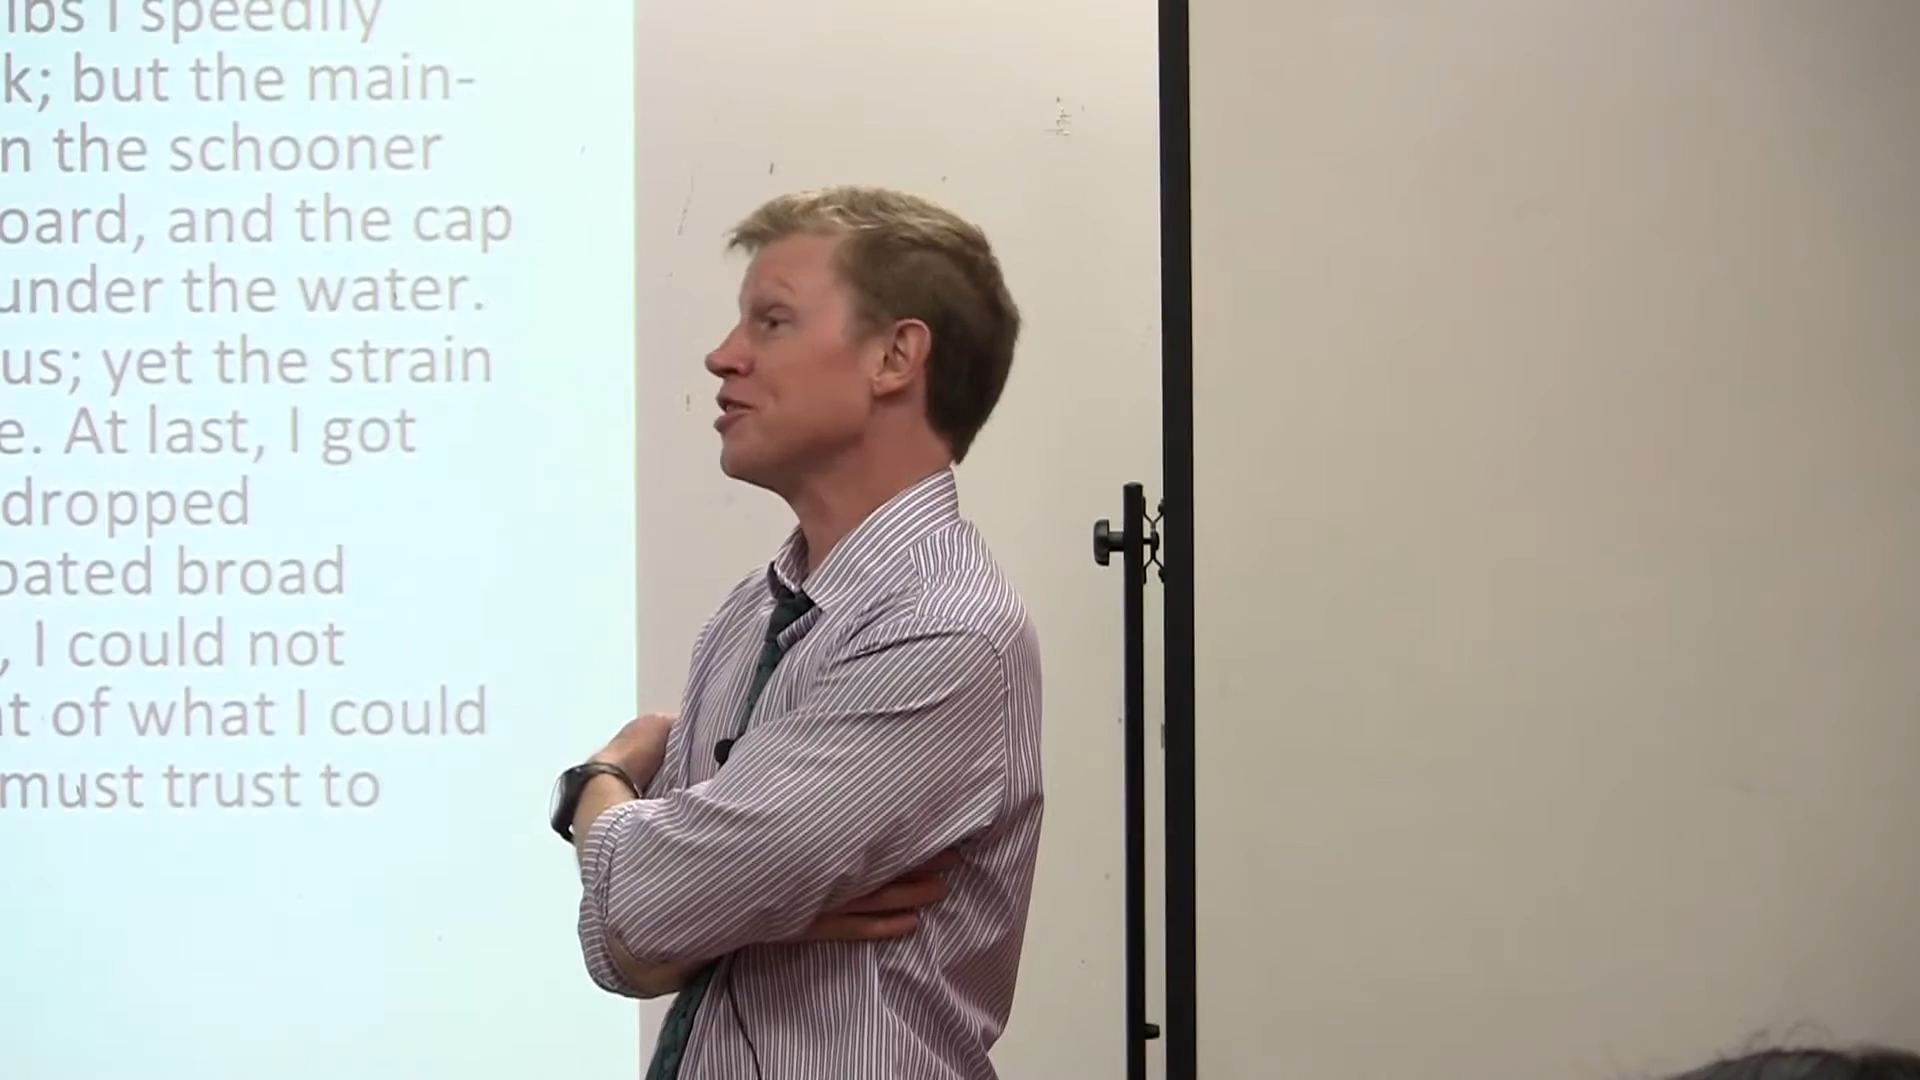 ibs I speedily
k; but the main-
n the schooner
oard, and the cap
under the water.
us; yet the strain
e. At last, I got
dropped
oated broad
, I could not
t of what I could
must trust to